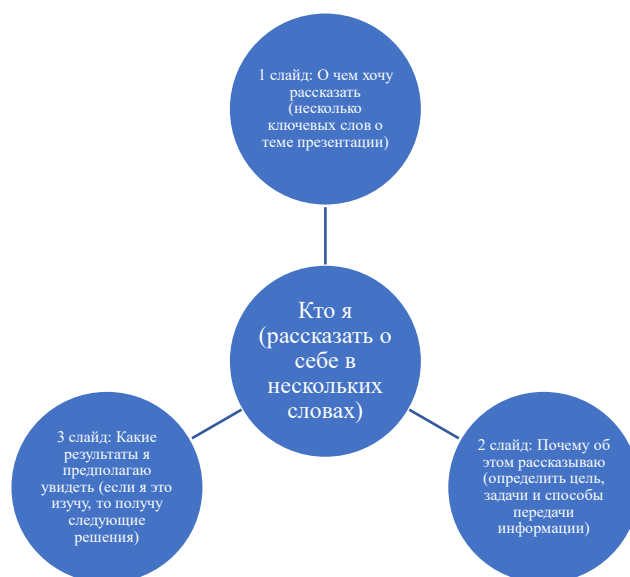 1 слайд: О чем хочу
рассказать
(несколько
ключевых слов о
теме презентации)
Кто я
(рассказать о
себе в
нескольких
словах)
3 слайд: Какие
результаты я
предполагаю
увидеть (если я это
изучу, то получу
следующие
решения)
2 слайд: Почему об
этом рассказываю
(определить цель,
задачи и способы
передачи
информации)